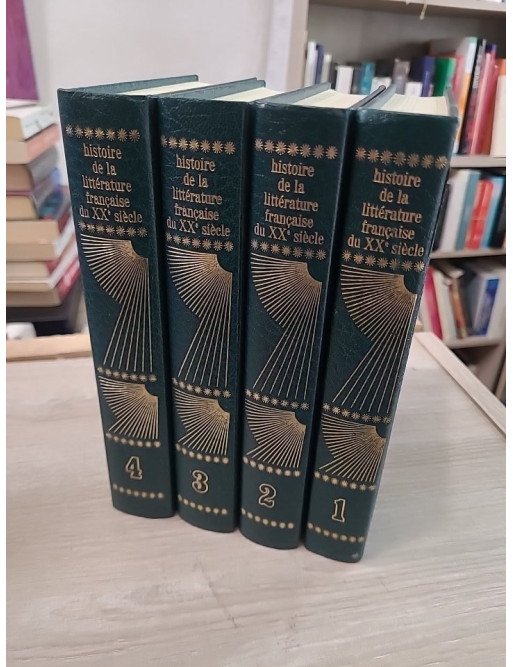 histoire
de la
littérature
française
du XXᵉ siècle
4
histoire
de la
littérature
française
du XXᵉ siècle
3
histoire
de la
littérature
française
du XXᵉ siècle
2
histoire
de la
littérature
française
du XXᵉ siècle
1